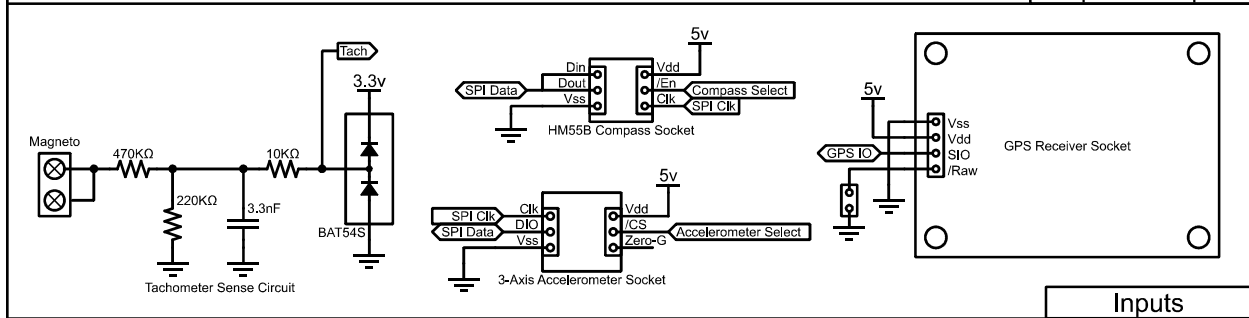 Tach
3.3v
Magneto
470KΩ
10KΩ
220KΩ
3.3nF
BAT54S
Tachometer Sense Circuit
5v
Din
Vdd
SPI Data
Dout
/En
Compass Select
Vss
Clk
SPI Clk
HM55B Compass Socket
5v
Clk
Vdd
SPI Clk
DIO
/CS
SPI Data
Accelerometer Select
Vss
Zero-G
3-Axis Accelerometer Socket
5v
Vss
Vdd
GPS IO
SIO
/Raw
GPS Receiver Socket
Inputs